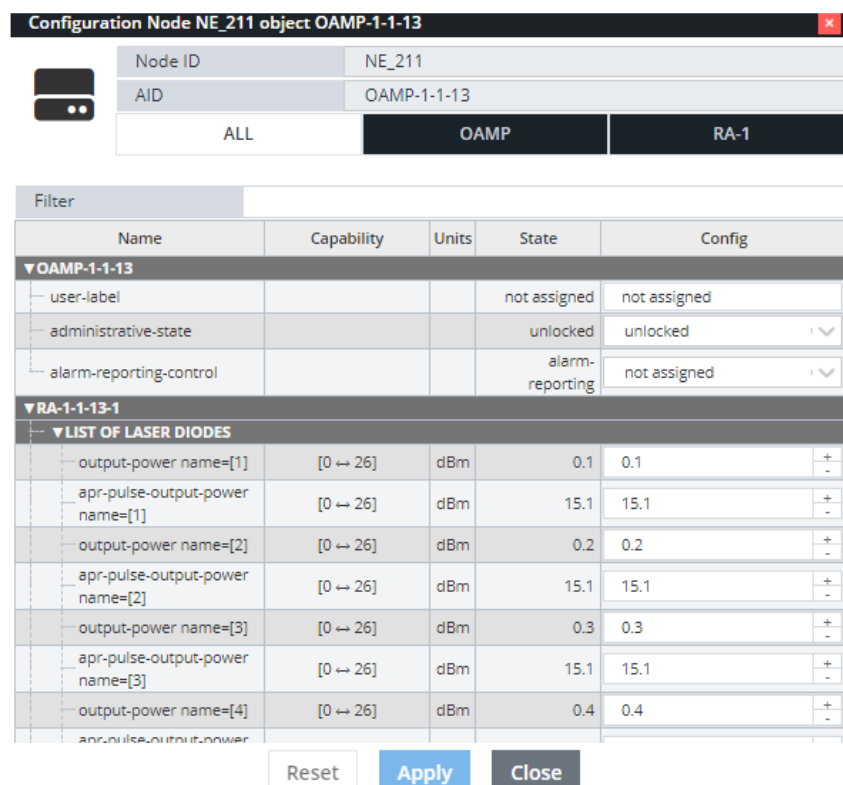 Configuration Node NE_211 object OAMP-1-1-13 ×
Node ID NE_211
AID OAMP-1-1-13
ALL OAMP RA-1
Filter
Name Capability Units State Config
▼OAMP-1-1-13
user-label not assigned not assigned
administrative-state unlocked unlocked
alarm-reporting-control alarm-reporting not assigned
▼RA-1-1-13-1
▼LIST OF LASER DIODES
output-power name=[1] [0 ↔ 26] dBm 0.1 0.1 + -
apr-pulse-output-power
name=[1] [0 ↔ 26] dBm 15.1 15.1 + -
output-power name=[2] [0 ↔ 26] dBm 0.2 0.2 + -
apr-pulse-output-power
name=[2] [0 ↔ 26] dBm 15.1 15.1 + -
output-power name=[3] [0 ↔ 26] dBm 0.3 0.3 + -
apr-pulse-output-power
name=[3] [0 ↔ 26] dBm 15.1 15.1 + -
output-power name=[4] [0 ↔ 26] dBm 0.4 0.4 + -
apr-pulse-output-power
Reset Apply Close